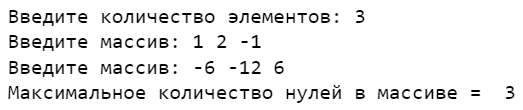 Введите количество элементов: 3
Введите массив: 1 2 -1
Введите массив: -6 -12 6
Максимальное количество нулей в массиве =  3